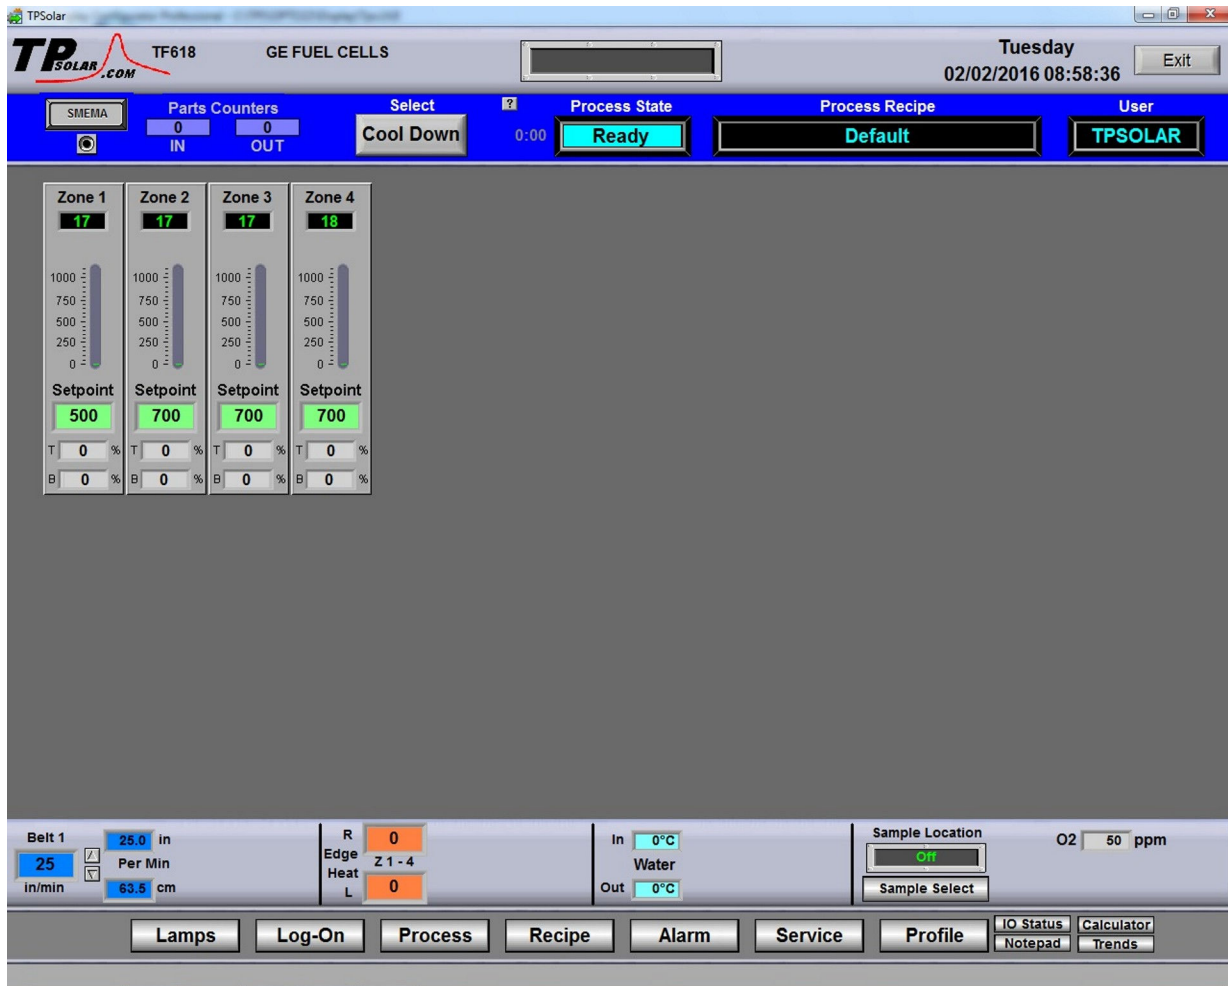 TPSolar
TP SOLAR .COM
TF618
GE FUEL CELLS
Tuesday
02/02/2016 08:58:36
Exit
SMEMA
Parts Counters
0 0
IN OUT
Select
Cool Down
?
0:00
Process State
Ready
Process Recipe
Default
User
TPSOLAR
Zone 1
17
1000
750
500
250
0
Setpoint
500
T 0 %
B 0 %
Zone 2
17
1000
750
500
250
0
Setpoint
700
T 0 %
B 0 %
Zone 3
17
1000
750
500
250
0
Setpoint
700
T 0 %
B 0 %
Zone 4
18
1000
750
500
250
0
Setpoint
700
T 0 %
B 0 %
Belt 1
25
in/min
25.0 in
Per Min
63.5 cm
R 0
Edge
Heat
Z 1 - 4
L 0
In 0°C
Water
Out 0°C
Sample Location
Off
Sample Select
O2 50 ppm
Lamps
Log-On
Process
Recipe
Alarm
Service
Profile
IO Status
Calculator
Notepad
Trends